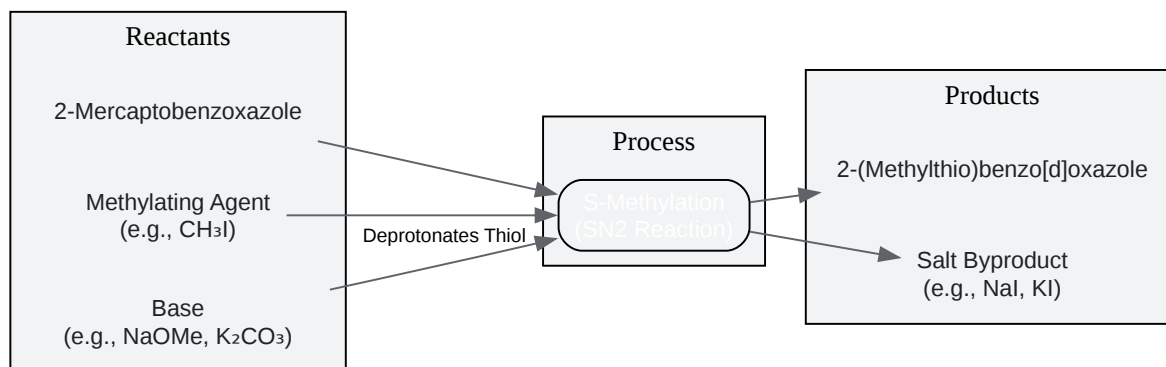 Reactants
2-Mercaptobenzoxazole
Methylating Agent
(e.g., CH₃I)
Base
(e.g., NaOMe, K₂CO₃)
Deprotonates Thiol
Process
S-Methylation
(SN2 Reaction)
Products
2-(Methylthio)benzo[d]oxazole
Salt Byproduct
(e.g., NaI, KI)